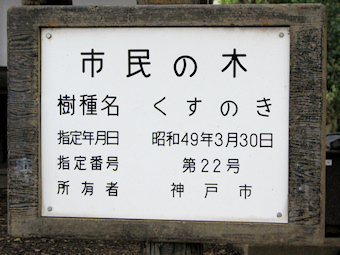 市民の木
樹種名 くすのき
指定年月日 昭和49年3月30日
指定番号 第22号
所有者 神戸市